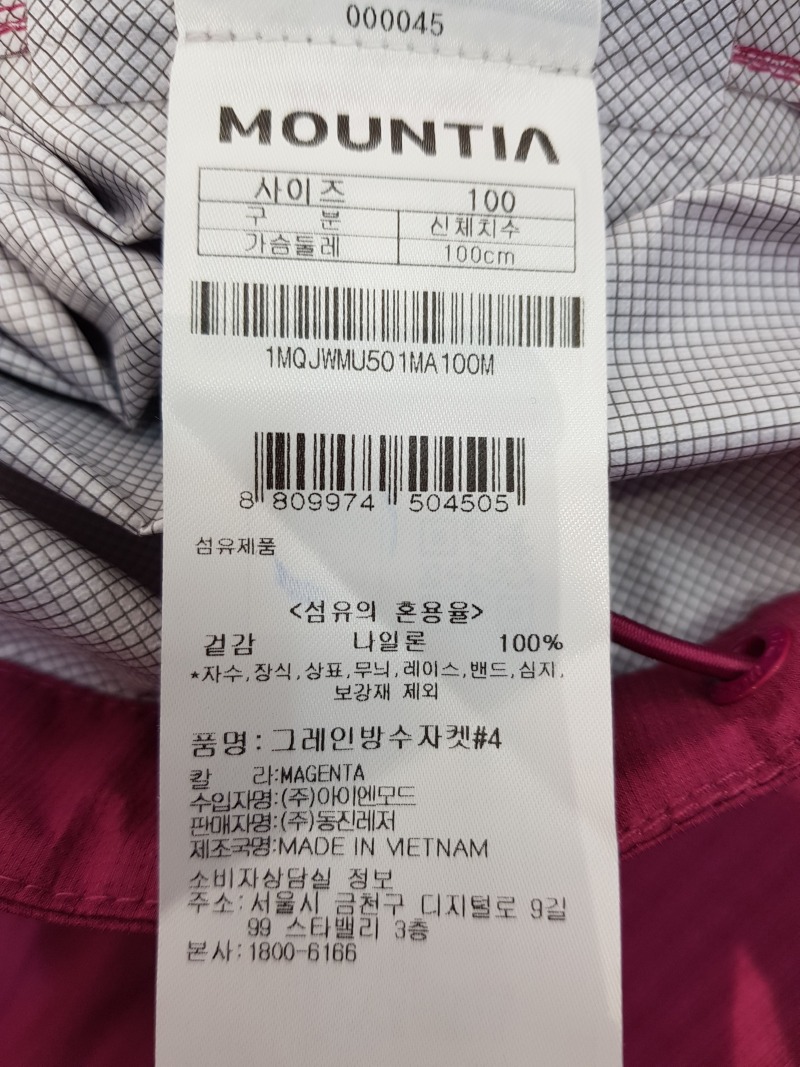 000045
MOUNTIA
사이즈 100
구 분 신체치수
가슴둘레 100cm
1MQJWMU501MA100M
8 809974 504505
섬유제품
<섬유의 혼용율>
겉감 나일론 100%
*자수,장식,상표,무늬,레이스,밴드,심지,
보강재 제외
품명:그레인방수자켓#4
칼 라:MAGENTA
수입자명:(주)아이엔모드
판매자명:(주)동진레저
제조국명:MADE IN VIETNAM
소비자상담실 정보
주소:서울시 금천구 디지털로 9길
99 스타밸리 3층
본사:1800-6166